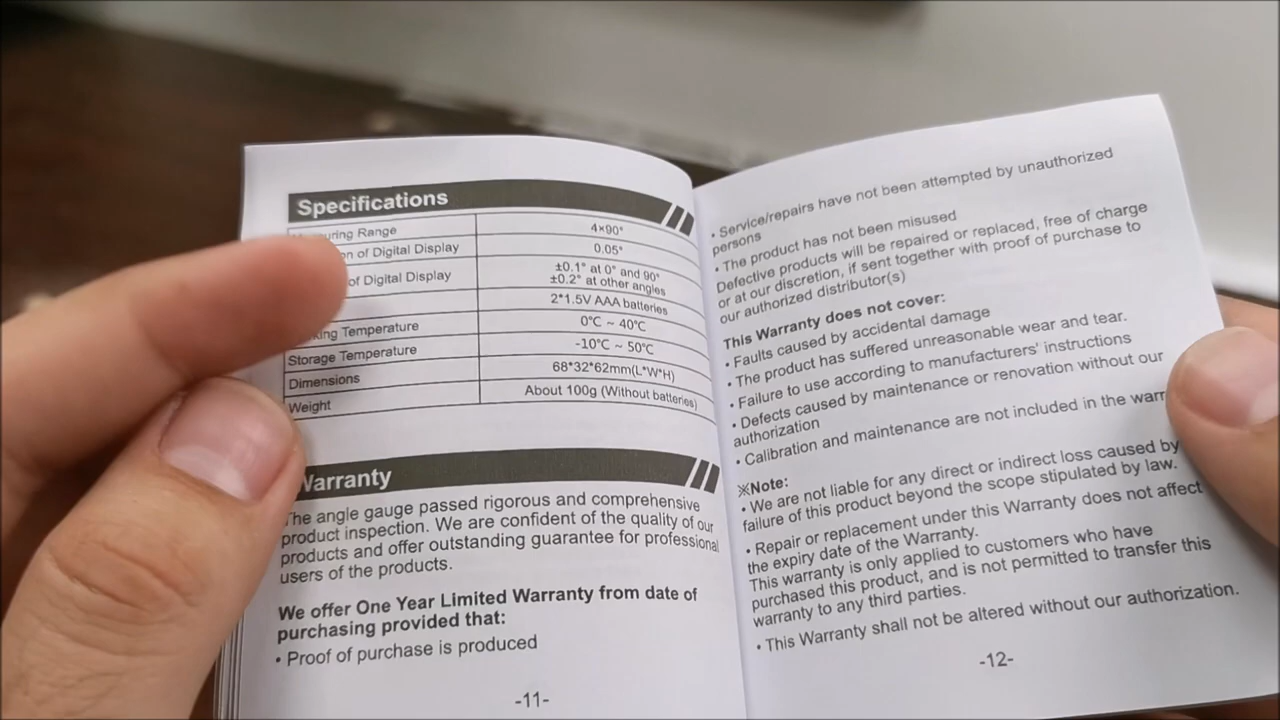 Specifications
Range 4×90°
of Digital Display 0.05°
of Digital Display ±0.1° at 0° and 90°
±0.2° at other angles
2*1.5V AAA batteries
Temperature 0℃ ~ 40℃
Storage Temperature -10℃ ~ 50℃
Dimensions 68*32*62mm(L*W*H)
Weight About 100g (Without batteries)
Warranty
The angle gauge passed rigorous and comprehensive
product inspection. We are confident of the quality of our
products and offer outstanding guarantee for professional
users of the products.
We offer One Year Limited Warranty from date of
purchasing provided that:
• Proof of purchase is produced
-11-
• Service/repairs have not been attempted by unauthorized
persons
• The product has not been misused
Defective products will be repaired or replaced, free of charge
or at our discretion, if sent together with proof of purchase to
our authorized distributor(s)
This Warranty does not cover:
• Faults caused by accidental damage
• The product has suffered unreasonable wear and tear.
• Failure to use according to manufacturers' instructions
• Defects caused by maintenance or renovation without our
authorization
• Calibration and maintenance are not included in the
※Note:
• We are not liable for any direct or indirect loss caused by
failure of this product beyond the scope stipulated by law.
• Repair or replacement under this Warranty does not affect
the expiry date of the Warranty.
This warranty is only applied to customers who have
purchased this product, and is not permitted to transfer this
warranty to any third parties.
• This Warranty shall not be altered without our authorization.
-12-